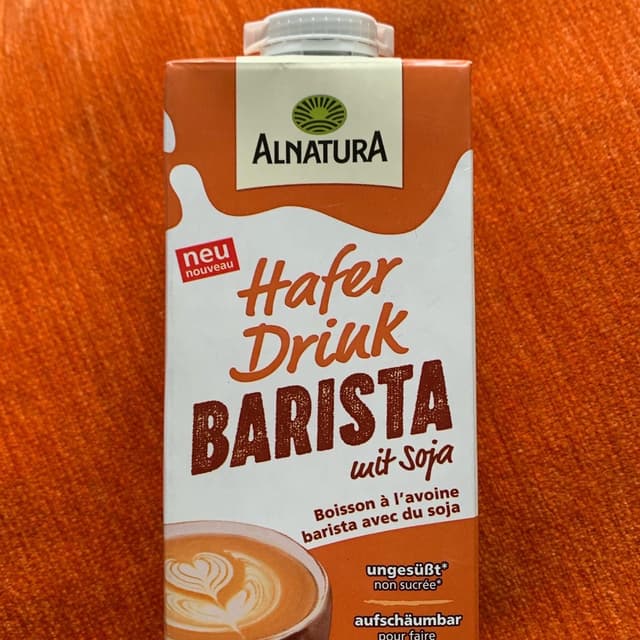 ALNATURA
neu
nouveau
Hafer
Drink
BARISTA
mit Soja
Boisson à l'avoine
barista avec du soja
ungesüßt*
non sucrée*
aufschäumbar
pour faire